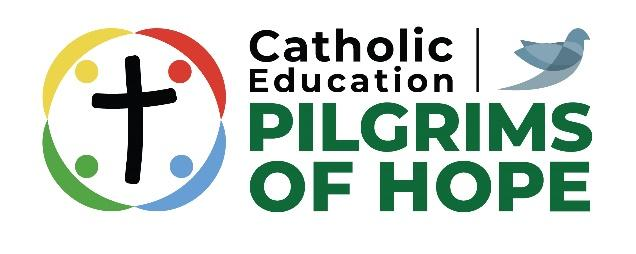 Catholic
Education
PILGRIMS
OF HOPE